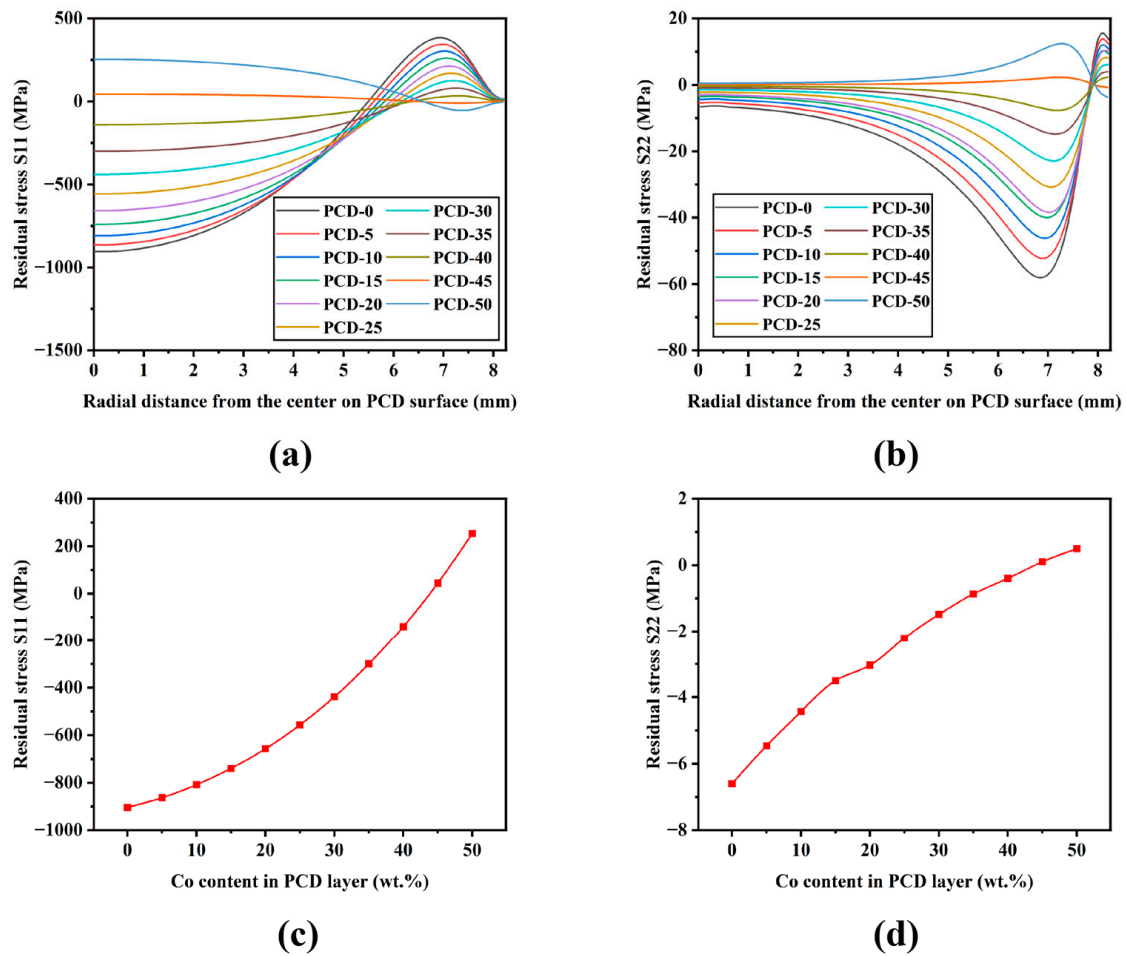 500
0
−500
−1000
−1500
Residual stress S11 (MPa)
PCD-0 PCD-30
PCD-5 PCD-35
PCD-10 PCD-40
PCD-15 PCD-45
PCD-20 PCD-50
PCD-25
0 1 2 3 4 5 6 7 8
Radial distance from the center on PCD surface (mm)
(a)
20
0
−20
−40
−60
−80
Residual stress S22 (MPa)
PCD-0 PCD-30
PCD-5 PCD-35
PCD-10 PCD-40
PCD-15 PCD-45
PCD-20 PCD-50
PCD-25
0 1 2 3 4 5 6 7 8
Radial distance from the center on PCD surface (mm)
(b)
400
200
0
−200
−400
−600
−800
−1000
Residual stress S11 (MPa)
0 10 20 30 40 50
Co content in PCD layer (wt.%)
(c)
2
0
−2
−4
−6
−8
Residual stress S22 (MPa)
0 10 20 30 40 50
Co content in PCD layer (wt.%)
(d)